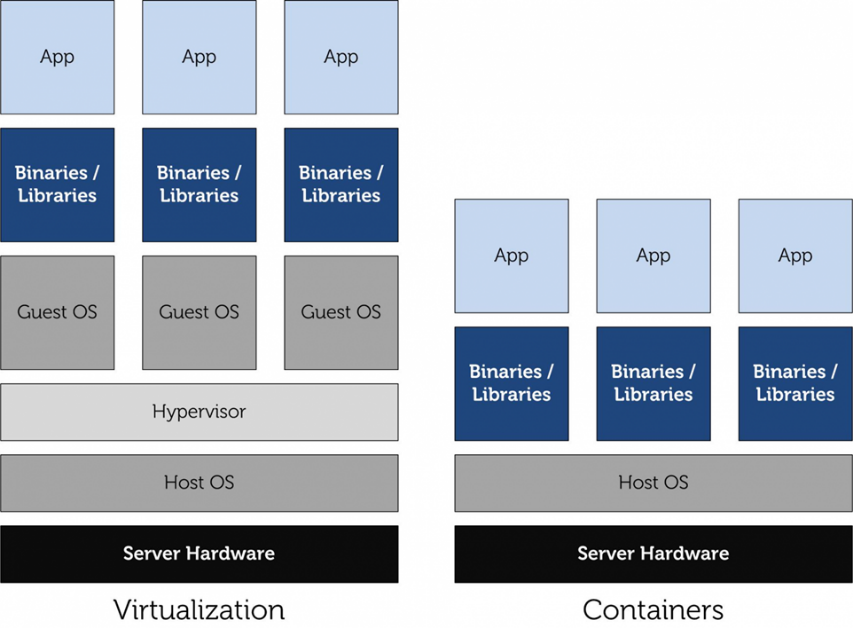 App
App
App
Binaries /
Libraries
Binaries /
Libraries
Binaries /
Libraries
Guest OS
Guest OS
Guest OS
Hypervisor
Host OS
Server Hardware
Virtualization
App
App
App
Binaries /
Libraries
Binaries /
Libraries
Binaries /
Libraries
Host OS
Server Hardware
Containers